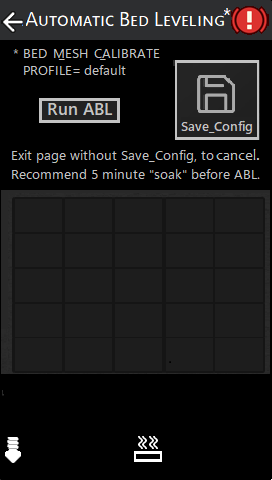 Automatic Bed Leveling*
* BED_MESH_CALIBRATE
PROFILE= default
Run ABL
Save_Config
Exit page without Save_Config, to cancel.
Recommend 5 minute "soak" before ABL.